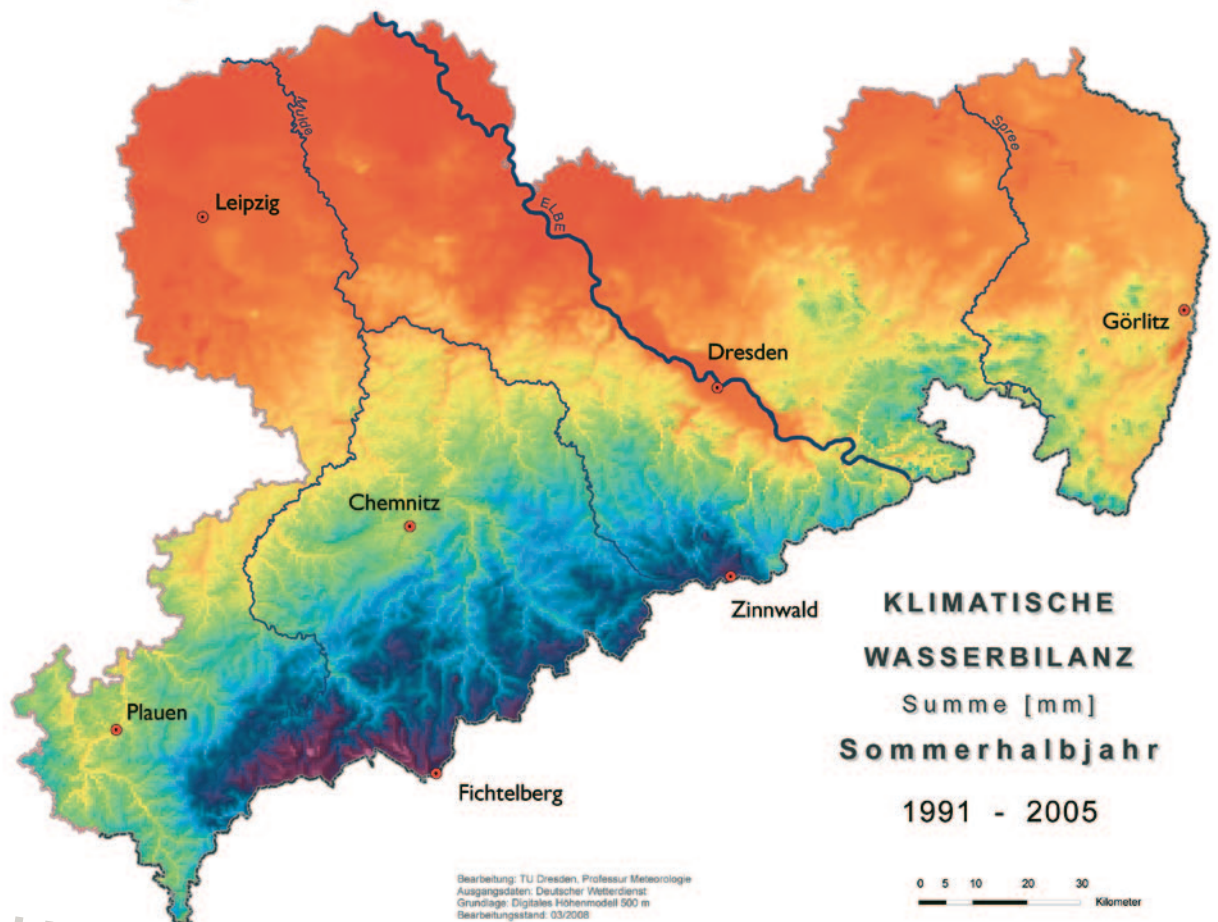 Mulde
Spree
Leipzig
ELBE
Görlitz
Dresden
Chemnitz
Zinnwald
Plauen
Fichtelberg
KLIMATISCHE
WASSERBILANZ
Summe [mm]
Sommerhalbjahr
1991 - 2005
Bearbeitung: TU Dresden, Professur Meteorologie
Ausgangsdaten: Deutscher Wetterdienst
Grundlage: Digitales Höhenmodell 500 m
Bearbeitungsstand: 03/2008
0 5 10 20 30
Kilometer